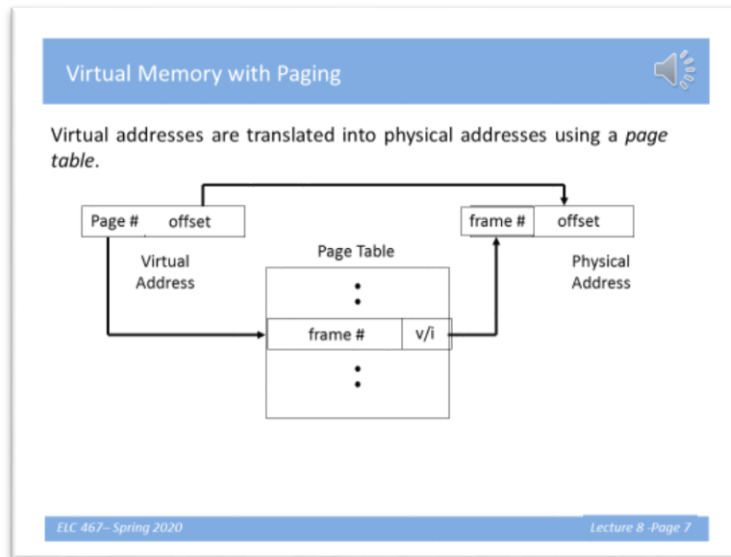 Virtual Memory with Paging
Virtual addresses are translated into physical addresses using a page
table.
Page # offset
frame # offset
Virtual
Address
Page Table
Physical
Address
frame # v/i
ELC 467– Spring 2020
Lecture 8 -Page 7